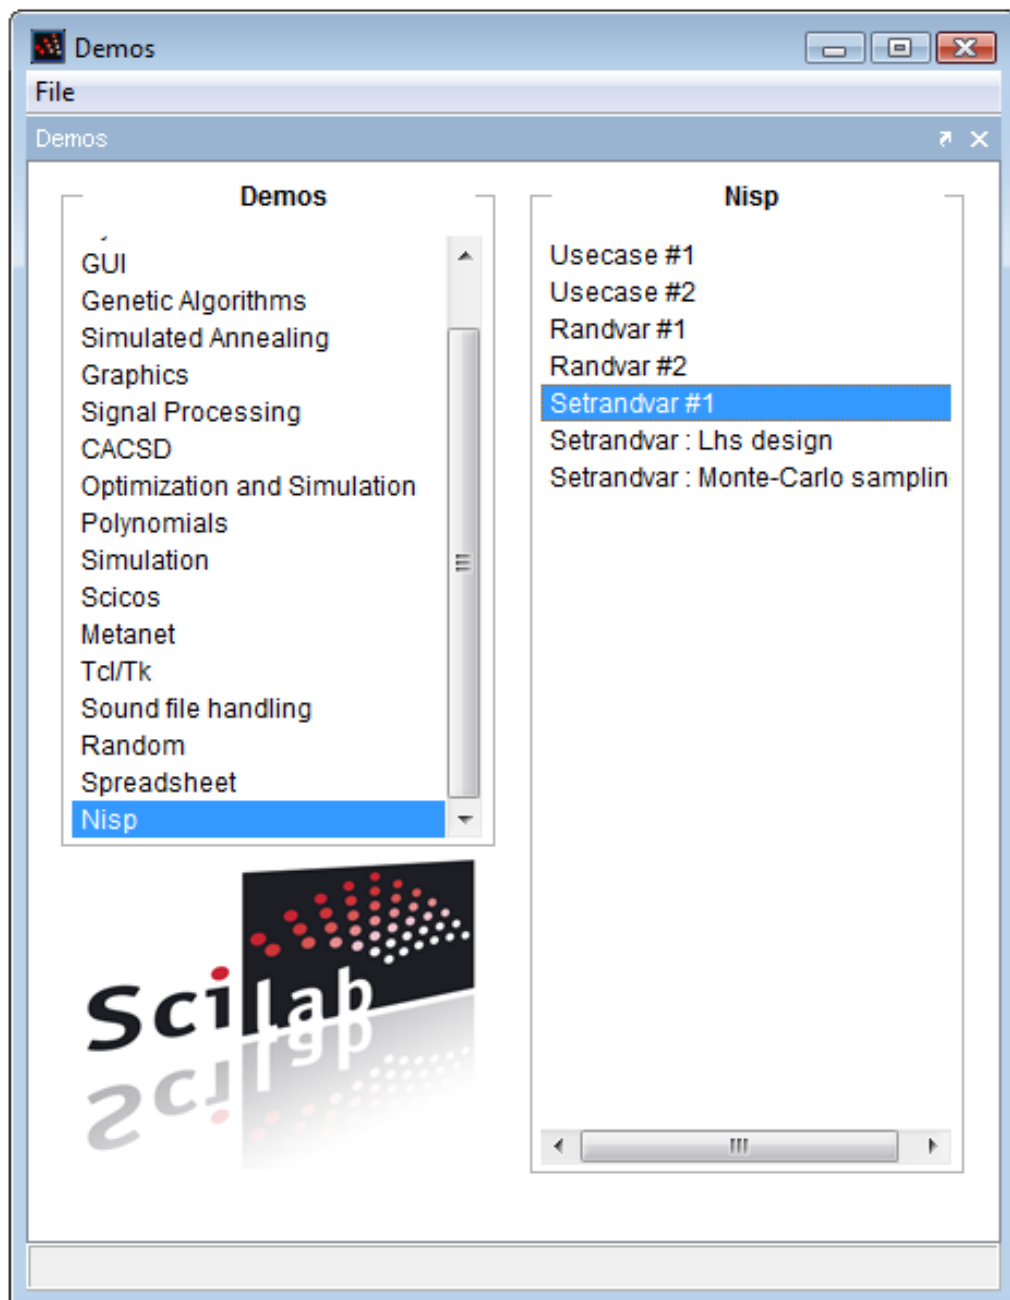 Demos
File
Demos
Demos
GUI
Genetic Algorithms
Simulated Annealing
Graphics
Signal Processing
CACSD
Optimization and Simulation
Polynomials
Simulation
Scicos
Metanet
Tcl/Tk
Sound file handling
Random
Spreadsheet
Nisp
Scilab
Nisp
Usecase #1
Usecase #2
Randvar #1
Randvar #2
Setrandvar #1
Setrandvar : Lhs design
Setrandvar : Monte-Carlo samplin